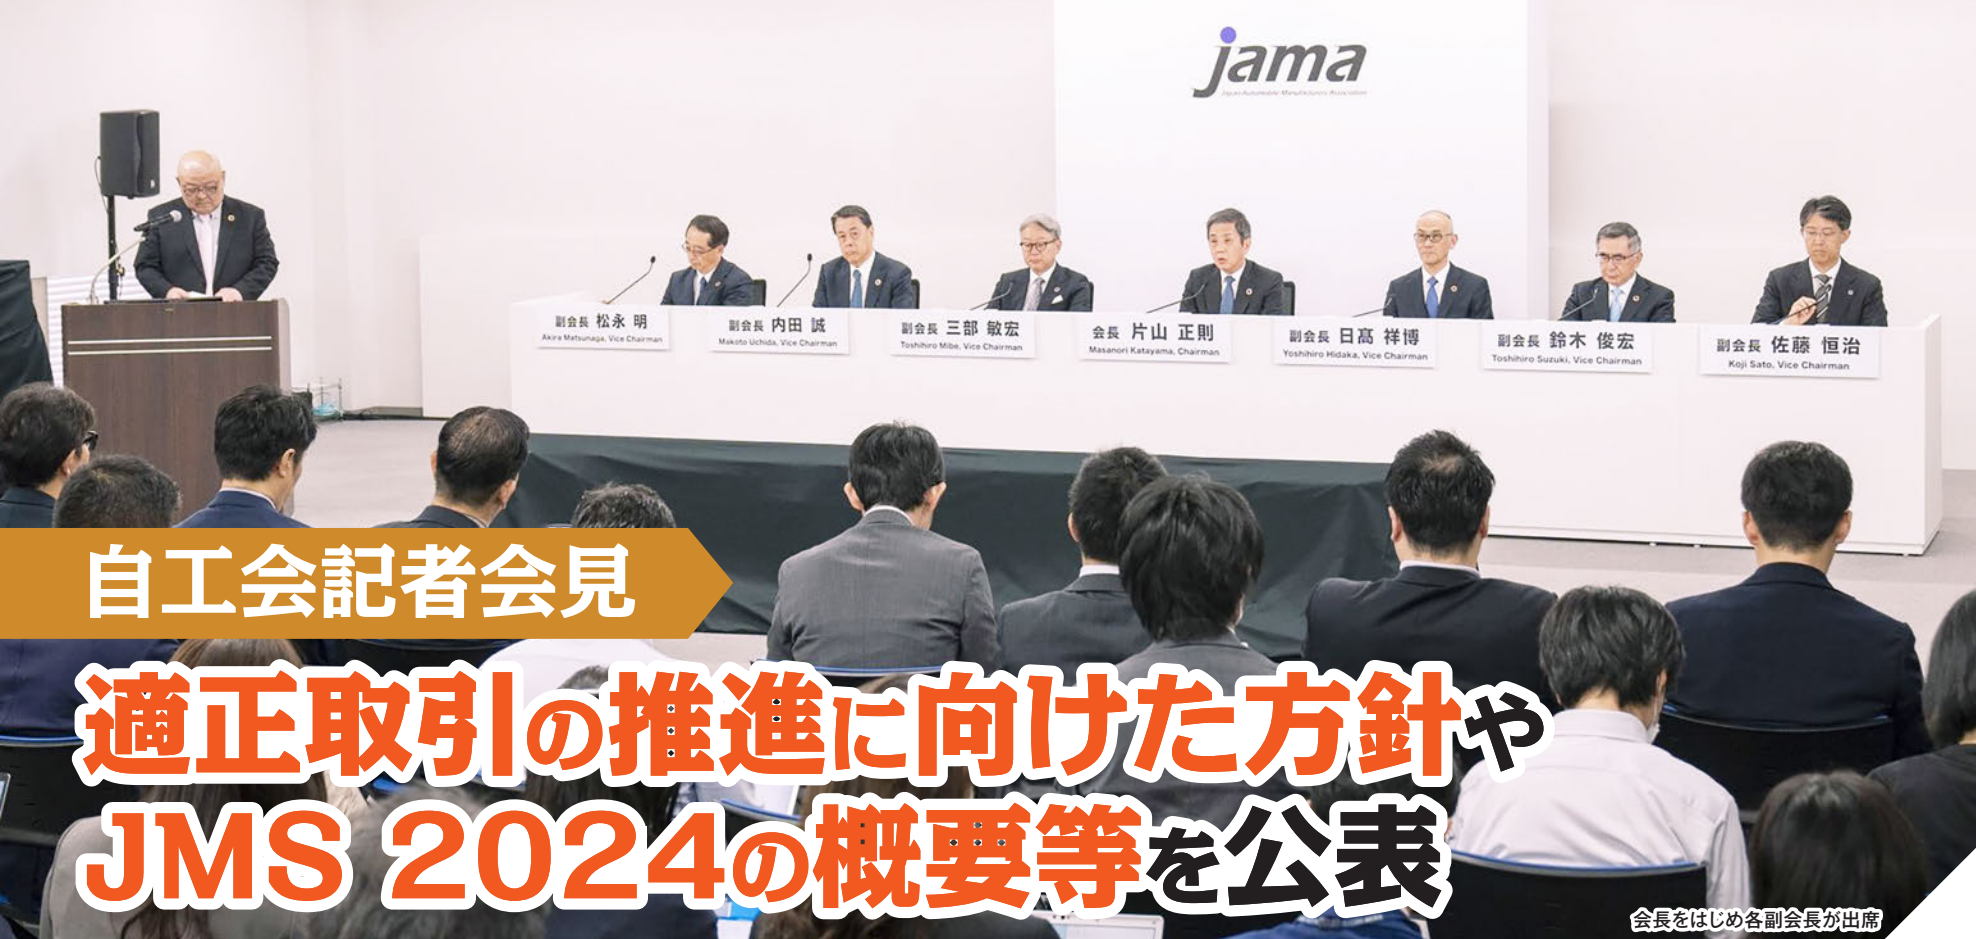 jama
Japan Automobile Manufacturers Association
副会長 松永 明
Akira Matsunaga, Vice Chairman
副会長 内田 誠
Makoto Uchida, Vice Chairman
副会長 三部 敏宏
Toshihiro Mibe, Vice Chairman
会長 片山 正則
Masanori Katayama, Chairman
副会長 日髙 祥博
Yoshihiro Hidaka, Vice Chairman
副会長 鈴木 俊宏
Toshihiro Suzuki, Vice Chairman
副会長 佐藤 恒治
Koji Sato, Vice Chairman
自工会記者会見
適正取引の推進に向けた方針や
JMS 2024の概要等を公表
会長をはじめ各副会長が出席